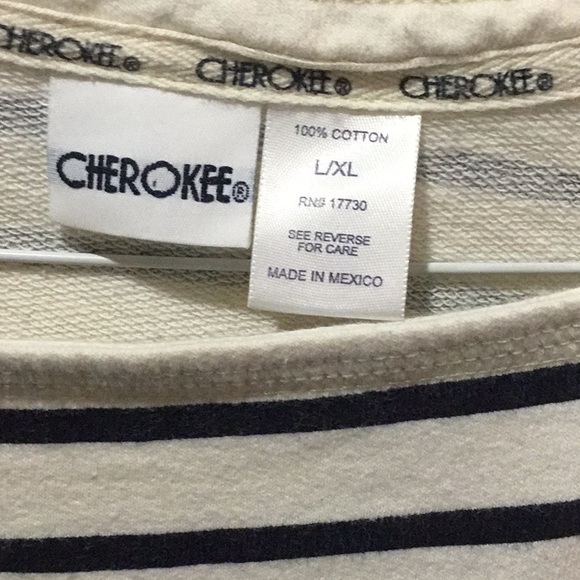 CHEROKEE® CHEROKEE® CHEROKEE®
CHEROKEE®
100% COTTON
L/XL
RN# 17730
SEE REVERSE
FOR CARE
MADE IN MEXICO